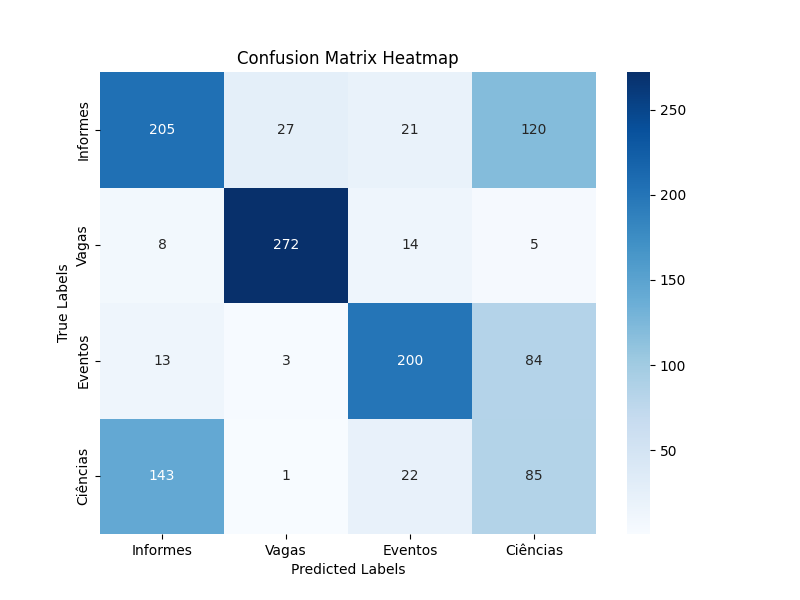 Confusion Matrix Heatmap
True Labels
Informes 205 27 21 120
Vagas 8 272 14 5
Eventos 13 3 200 84
Ciências 143 1 22 85
Informes Vagas Eventos Ciências
Predicted Labels
250
200
150
100
50